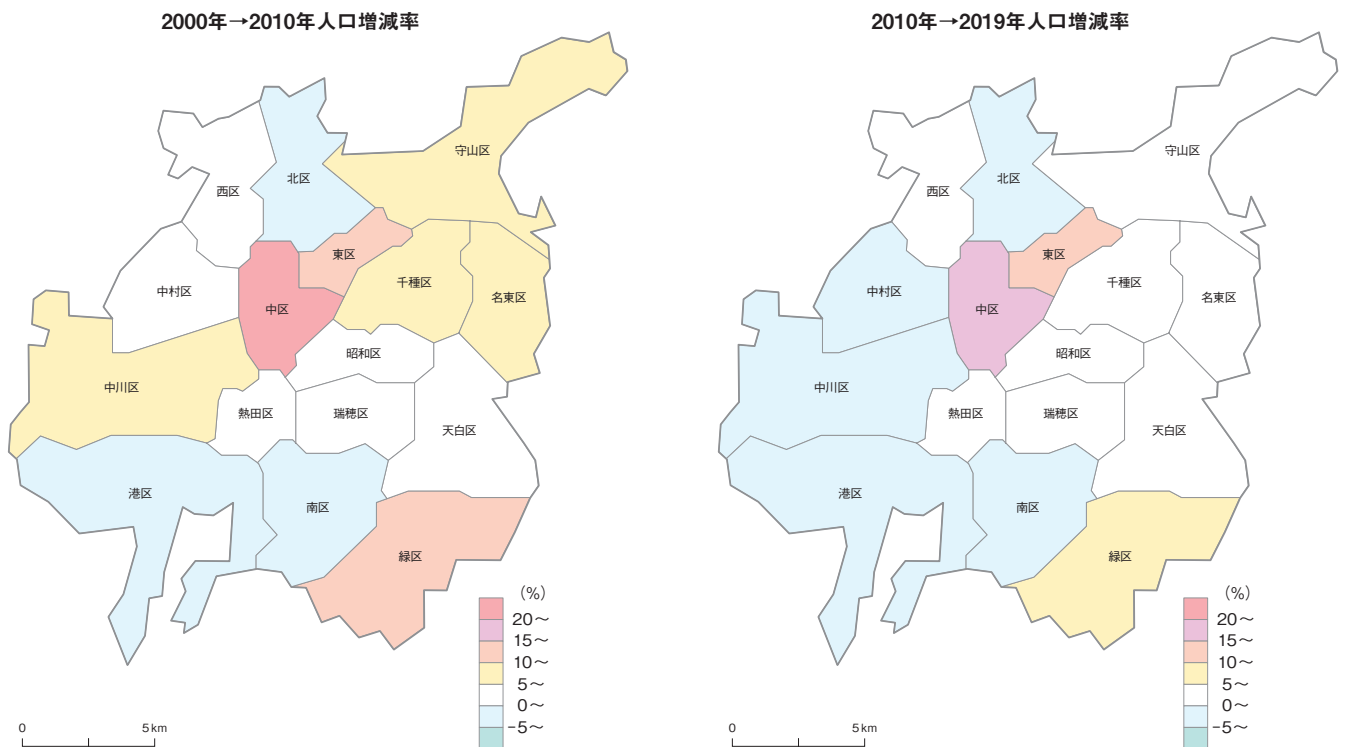 2000年→2010年人口増減率
守山区
北区
西区
東区
千種区
中村区
名東区
中区
昭和区
中川区
熱田区
瑞穂区
天白区
港区
南区
緑区
(%)
20～
15～
10～
5～
0～
-5～
0 5km
2010年→2019年人口増減率
守山区
北区
西区
東区
千種区
中村区
名東区
中区
昭和区
中川区
熱田区
瑞穂区
天白区
港区
南区
緑区
(%)
20～
15～
10～
5～
0～
-5～
0 5km